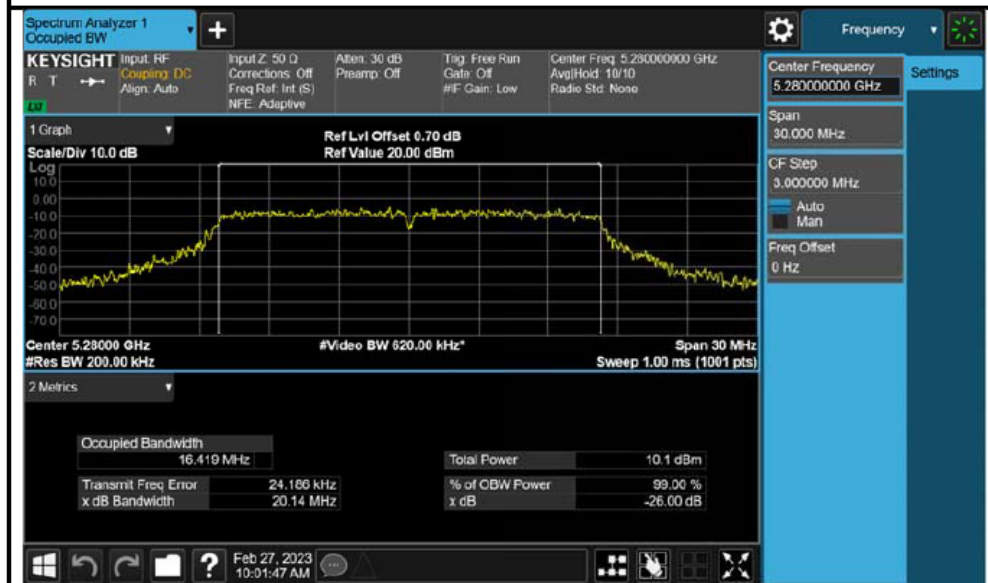 Spectrum Analyzer 1
Occupied BW
Frequency
KEYSIGHT
R T
LXI
Input: RF
Coupling: DC
Align: Auto
Input Z: 50 Ω
Corrections: Off
Freq Ref: Int (S)
NFE: Adaptive
Atten: 30 dB
Preamp: Off
Trig: Free Run
Gate: Off
#IF Gain: Low
Center Freq: 5.280000000 GHz
Avg|Hold: 10/10
Radio Std: None
Center Frequency
5.280000000 GHz
Settings
Span
30.000 MHz
CF Step
3.000000 MHz
Auto
Man
Freq Offset
0 Hz
1 Graph
Scale/Div 10.0 dB
Ref Lvl Offset 0.70 dB
Ref Value 20.00 dBm
Log
10.0
0.00
-10.0
-20.0
-30.0
-40.0
-50.0
-60.0
-70.0
Center 5.28000 GHz
#Video BW 620.00 kHz*
Span 30 MHz
#Res BW 200.00 kHz
Sweep 1.00 ms (1001 pts)
2 Metrics
Occupied Bandwidth
16.419 MHz
Total Power 10.1 dBm
Transmit Freq Error 24.186 kHz
% of OBW Power 99.00 %
x dB Bandwidth 20.14 MHz
x dB -26.00 dB
Feb 27, 2023
10:01:47 AM